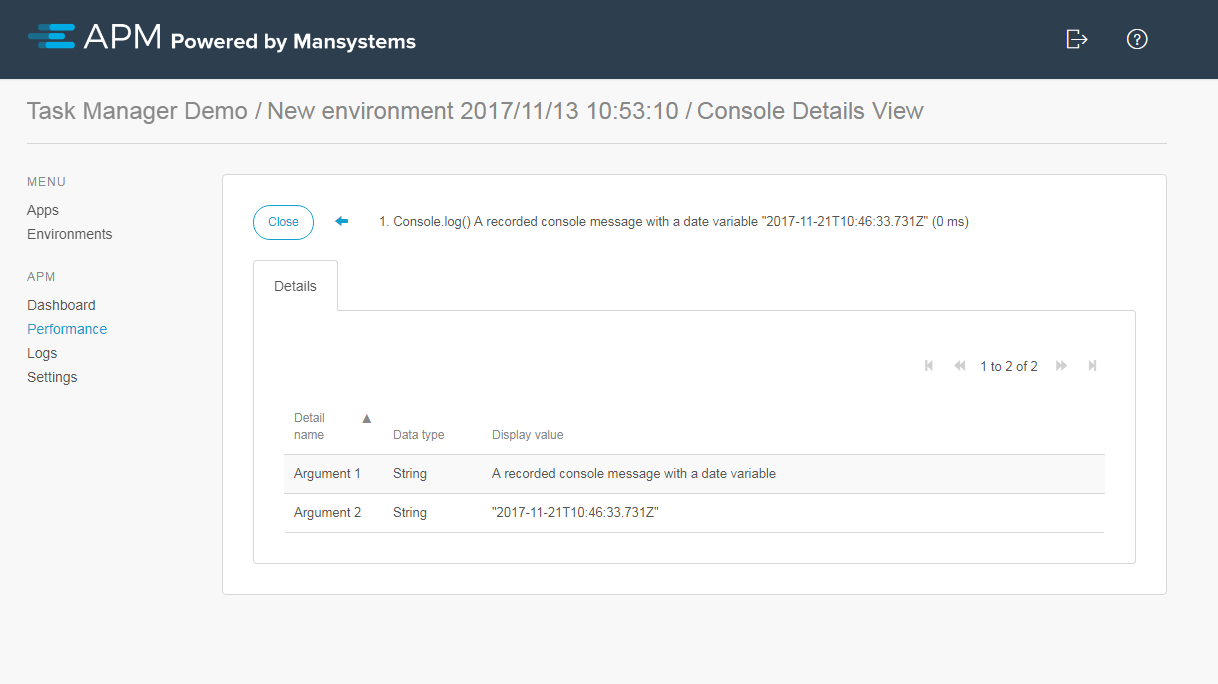 APM Powered by Mansystems
Task Manager Demo / New environment 2017/11/13 10:53:10 / Console Details View
MENU
Apps
Environments
APM
Dashboard
Performance
Logs
Settings
Close
1. Console.log() A recorded console message with a date variable "2017-11-21T10:46:33.731Z" (0 ms)
Details
1 to 2 of 2
Detail
name
Data type
Display value
Argument 1 String A recorded console message with a date variable
Argument 2 String "2017-11-21T10:46:33.731Z"